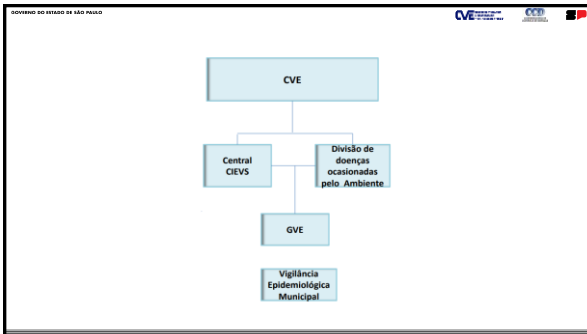 GOVERNO DO ESTADO DE SÃO PAULO
CVE
CCD
SP
CVE
Central
CIEVS
Divisão de
doenças
ocasionadas
pelo Ambiente
GVE
Vigilância
Epidemiológica
Municipal